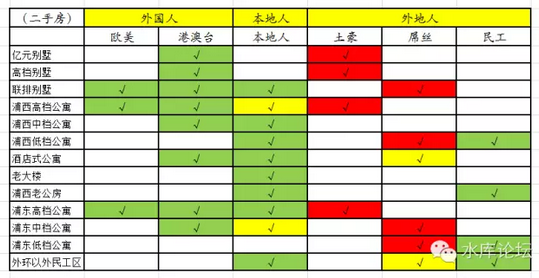 （二手房） 外国人 本地人 外地人
欧美 港澳台 本地人 土豪 屌丝 民工
亿元别墅 √ √
高档别墅 √ √
联排别墅 √ √ √ √
浦西高档公寓 √ √ √ √
浦西中档公寓 √ √
浦西低档公寓 √ √ √
酒店式公寓 √ √ √
老大楼 √
浦西老公房 √ √
浦东高档公寓 √ √ √ √
浦东中档公寓 √ √ √
浦东低档公寓 √ √
外环以外民工区 √ √ √
水库论坛